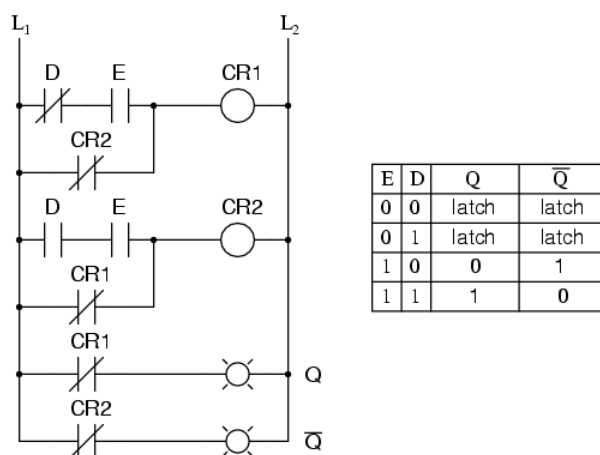 L1 L2
D E CR1
CR2
D E CR2
CR1
CR1 Q
CR2 Q̅
E D Q Q̅
0 0 latch latch
0 1 latch latch
1 0 0 1
1 1 1 0